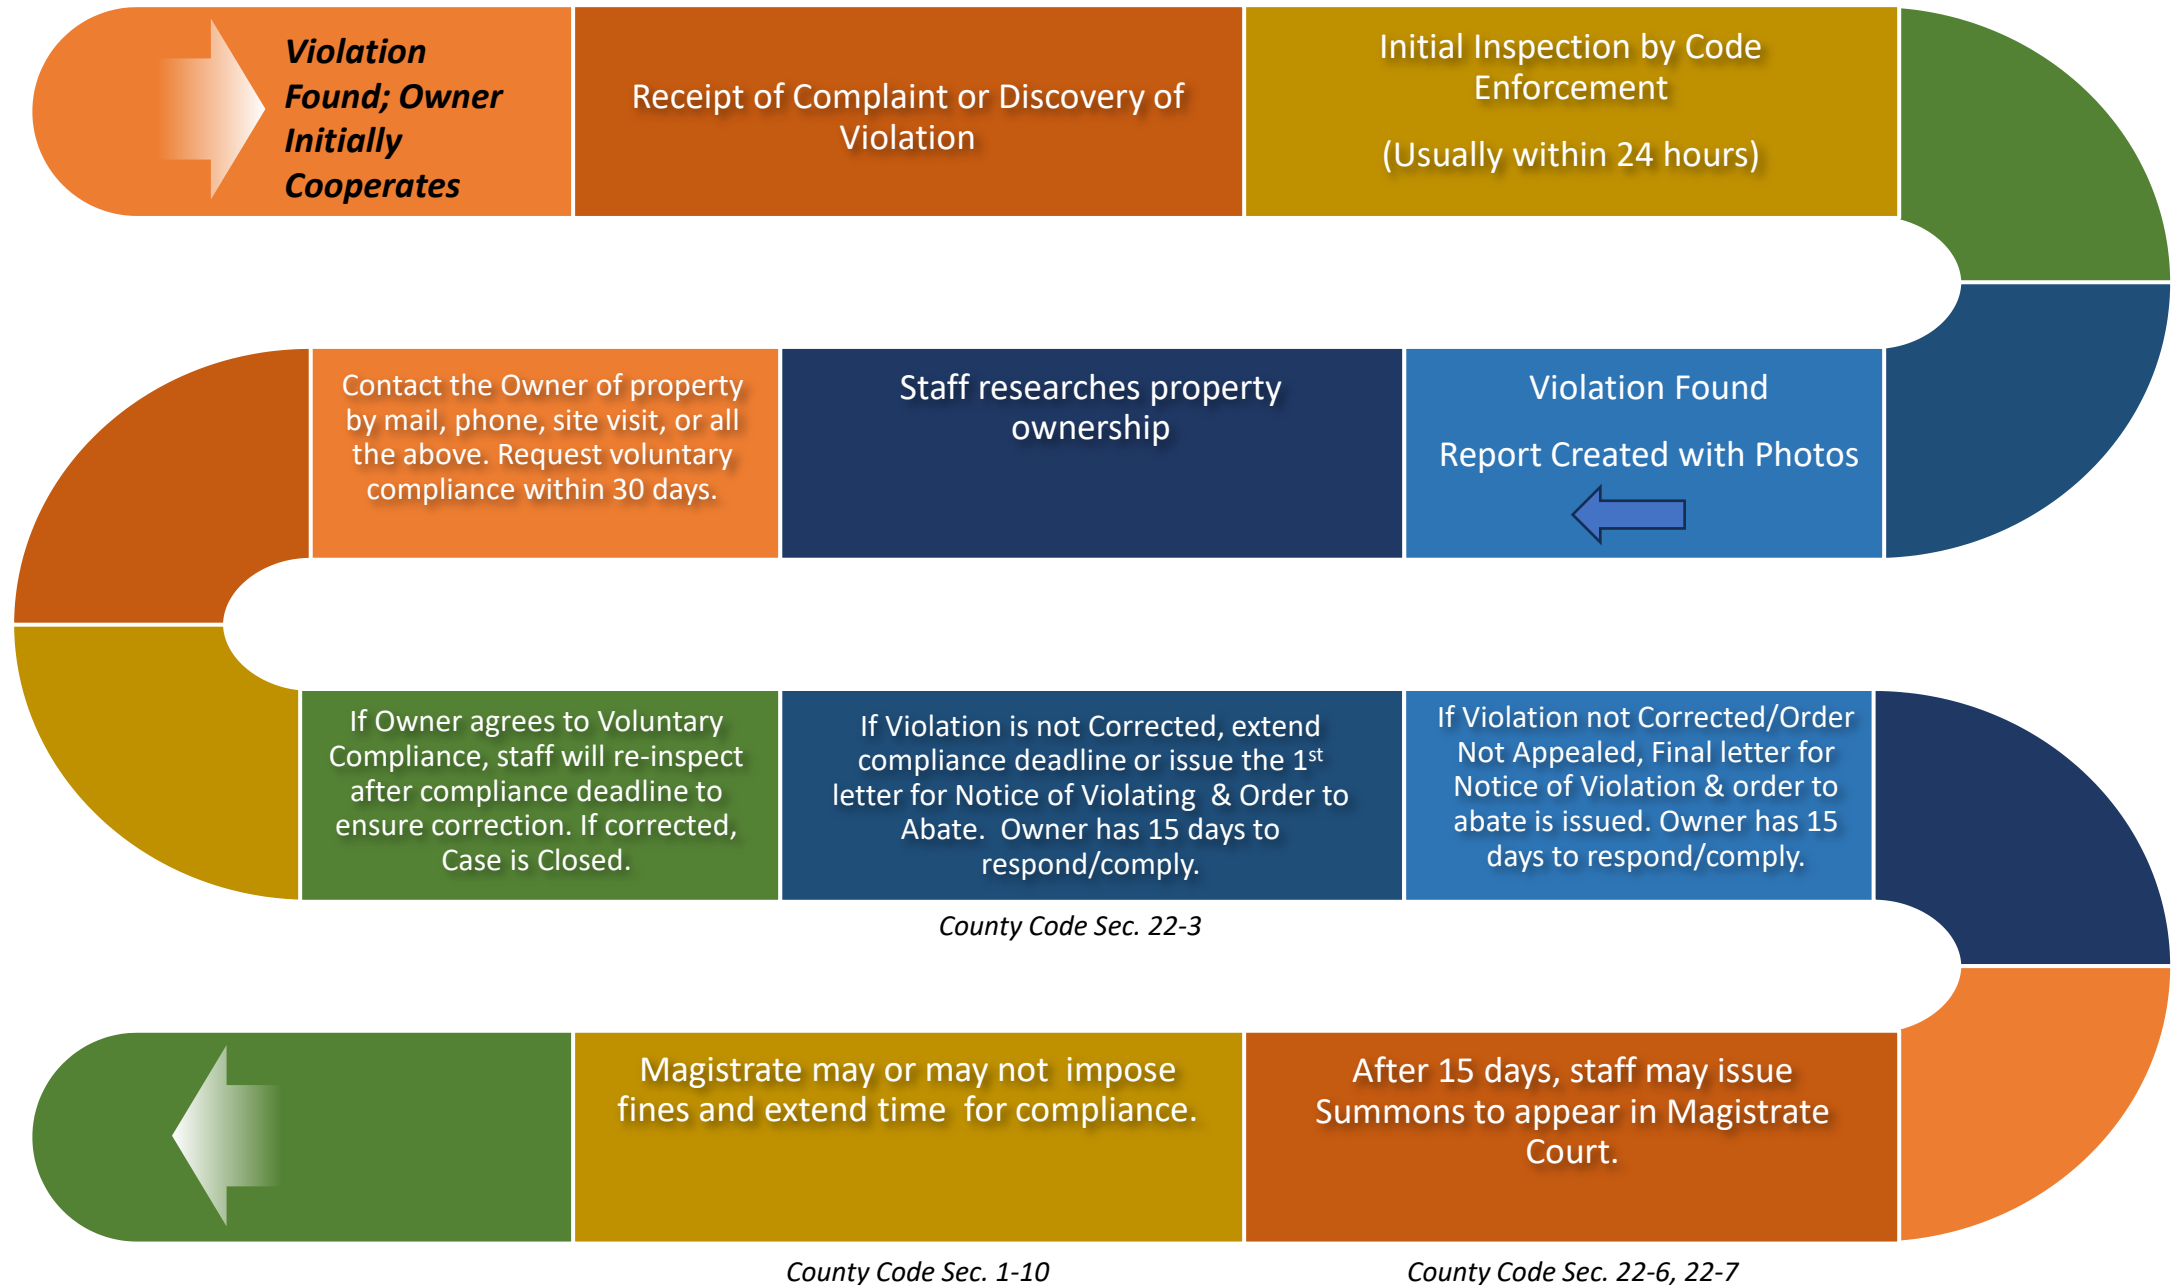 Violation
Found; Owner
Initially
Cooperates
Receipt of Complaint or Discovery of
Violation
Initial Inspection by Code
Enforcement
(Usually within 24 hours)
Violation Found
Report Created with Photos
Staff researches property
ownership
Contact the Owner of property
by mail, phone, site visit, or all
the above. Request voluntary
compliance within 30 days.
If Owner agrees to Voluntary
Compliance, staff will re-inspect
after compliance deadline to
ensure correction. If corrected,
Case is Closed.
If Violation is not Corrected, extend
compliance deadline or issue the 1st
letter for Notice of Violating & Order to
Abate. Owner has 15 days to
respond/comply.
County Code Sec. 22-3
If Violation not Corrected/Order
Not Appealed, Final letter for
Notice of Violation & order to
abate is issued. Owner has 15
days to respond/comply.
After 15 days, staff may issue
Summons to appear in Magistrate
Court.
County Code Sec. 22-6, 22-7
Magistrate may or may not impose
fines and extend time for compliance.
County Code Sec. 1-10